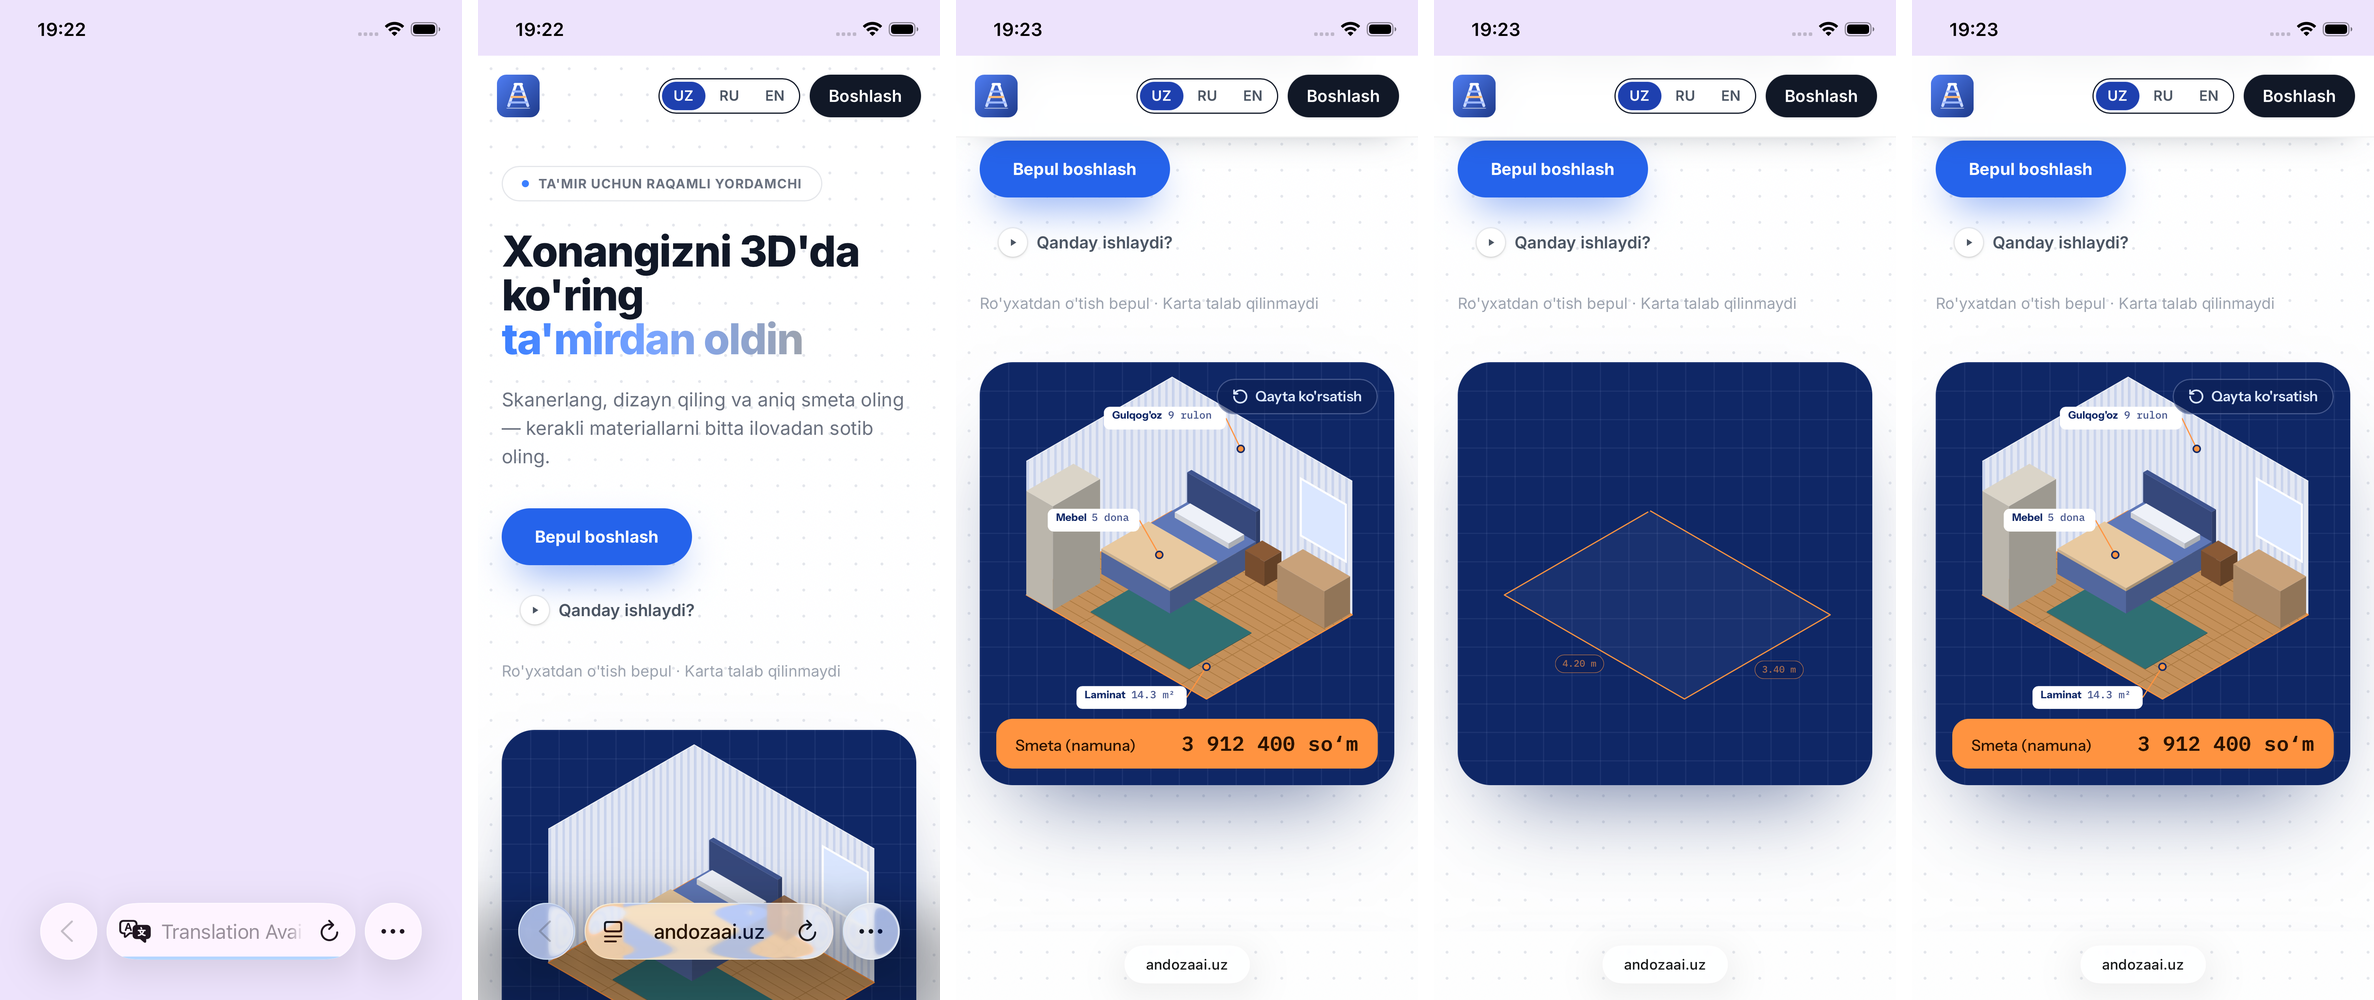 19:22
Translation Avai
19:22
UZ RU EN Boshlash
TA'MIR UCHUN RAQAMLI YORDAMCHI
Xonangizni 3D'da
ko'ring
ta'mirdan oldin
Skanerlang, dizayn qiling va aniq smeta oling
— kerakli materiallarni bitta ilovadan sotib
oling.
Bepul boshlash
Qanday ishlaydi?
Ro'yxatdan o'tish bepul · Karta talab qilinmaydi
andozaai.uz
19:23
UZ RU EN Boshlash
Bepul boshlash
Qanday ishlaydi?
Ro'yxatdan o'tish bepul · Karta talab qilinmaydi
Qayta ko'rsatish
Gulqog'oz 9 rulon
Mebel 5 dona
Laminat 14.3 m²
Smeta (namuna) 3 912 400 soʻm
andozaai.uz
19:23
UZ RU EN Boshlash
Bepul boshlash
Qanday ishlaydi?
Ro'yxatdan o'tish bepul · Karta talab qilinmaydi
4.20 m
3.40 m
andozaai.uz
19:23
UZ RU EN Boshlash
Bepul boshlash
Qanday ishlaydi?
Ro'yxatdan o'tish bepul · Karta talab qilinmaydi
Qayta ko'rsatish
Gulqog'oz 9 rulon
Mebel 5 dona
Laminat 14.3 m²
Smeta (namuna) 3 912 400 soʻm
andozaai.uz